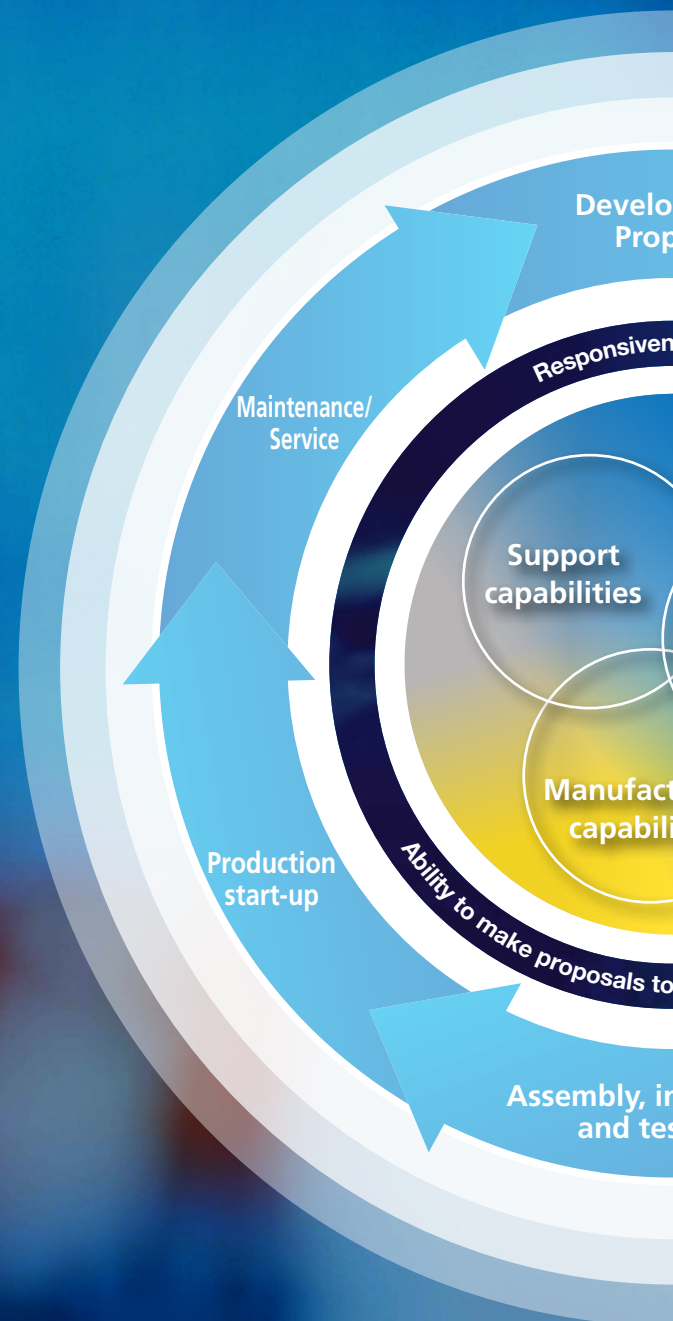 Develo
Prop
Responsiven
Maintenance/
Service
Support
capabilities
Manufact
capabili
Production
start-up
Ability to make proposals to
Assembly, in
and tes